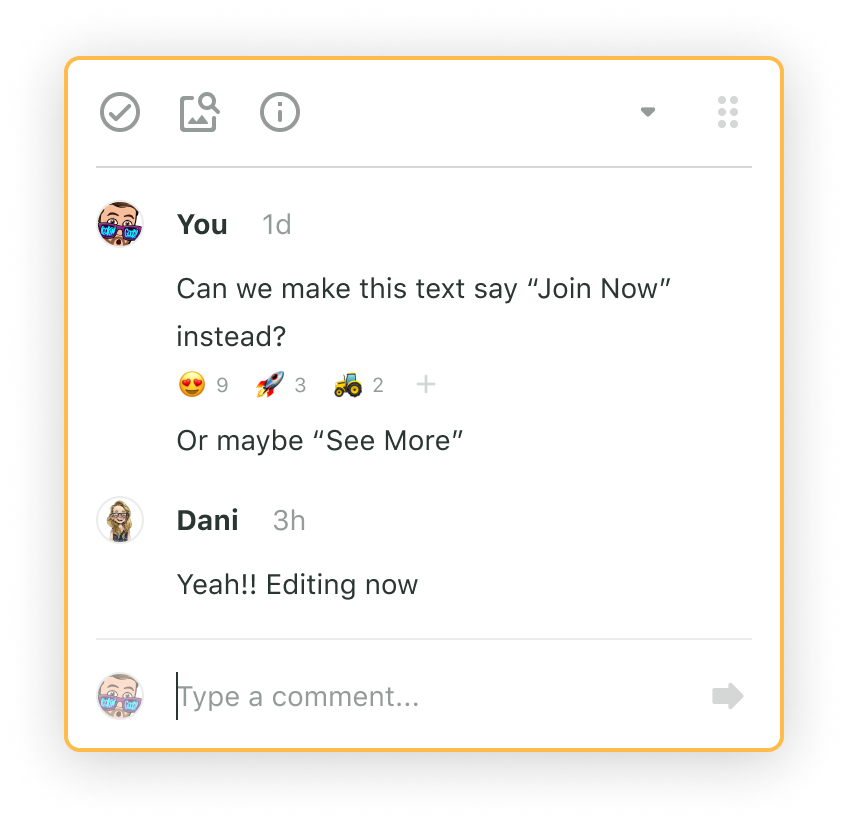 You 1d
Can we make this text say “Join Now”
instead?
😍 9 🚀 3 🚜 2 +
Or maybe “See More”
Dani 3h
Yeah!! Editing now
Type a comment...